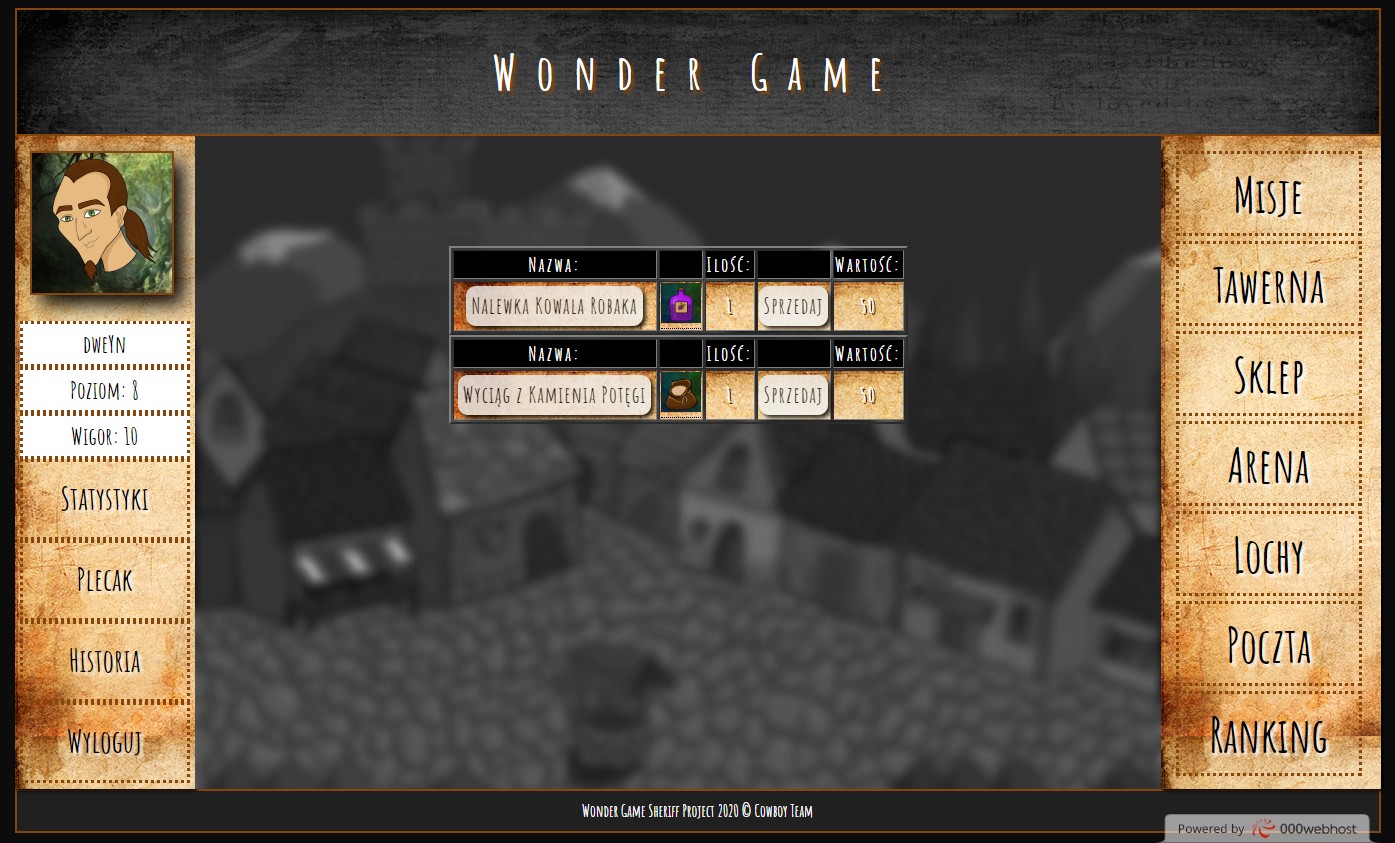 Wonder Game
dweYn
Poziom: 8
Wigor: 10
Statystyki
Plecak
Historia
Wyloguj
Nazwa: Ilość: Wartość:
Nalewka Kowala Robaka 1 Sprzedaj 50
Nazwa: Ilość: Wartość:
Wyciąg z Kamienia Potęgi 1 Sprzedaj 50
Misje
Tawerna
Sklep
Arena
Lochy
Poczta
Ranking
Wonder Game Sheriff Project 2020 © Cowboy Team
Powered by 000webhost